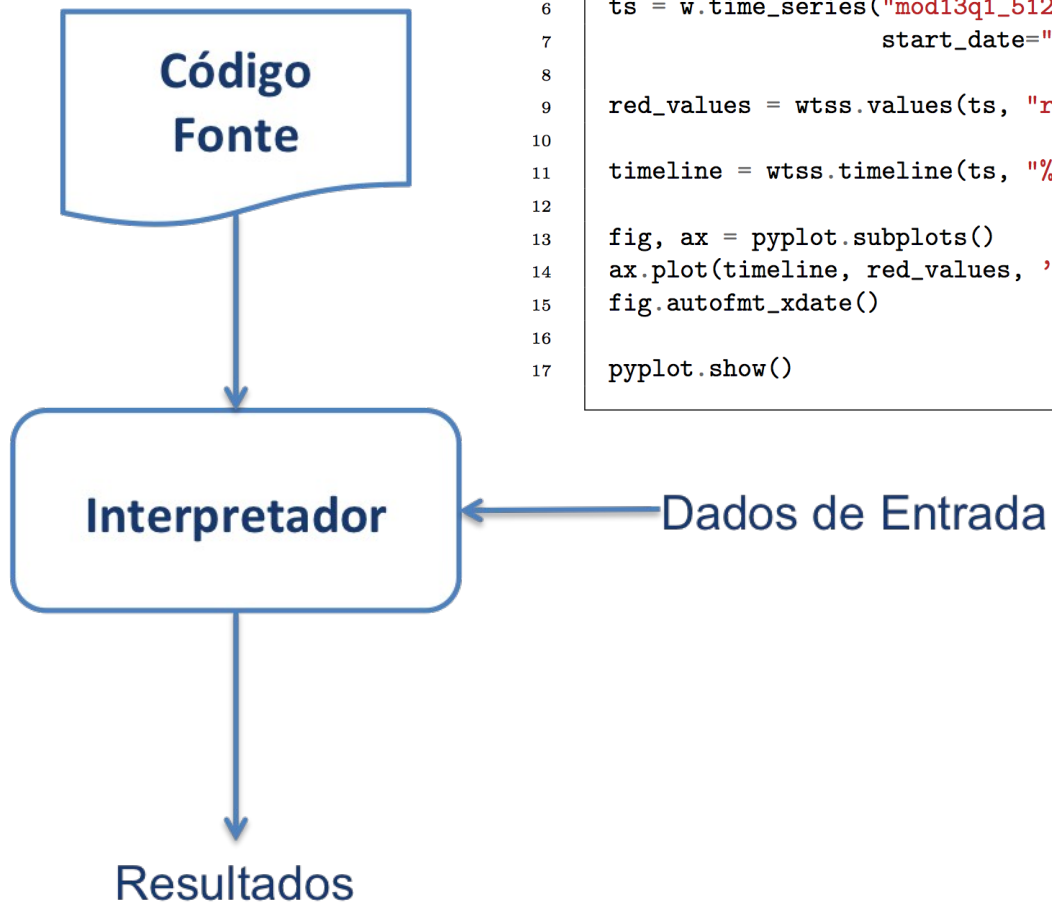 Código
Fonte
6 ts = w.time_series("mod13q1_512
7 start_date="
8
9 red_values = wtss.values(ts, "r
10
11 timeline = wtss.timeline(ts, "%
12
13 fig, ax = pyplot.subplots()
14 ax.plot(timeline, red_values, '
15 fig.autofmt_xdate()
16
17 pyplot.show()
Interpretador
Dados de Entrada
Resultados